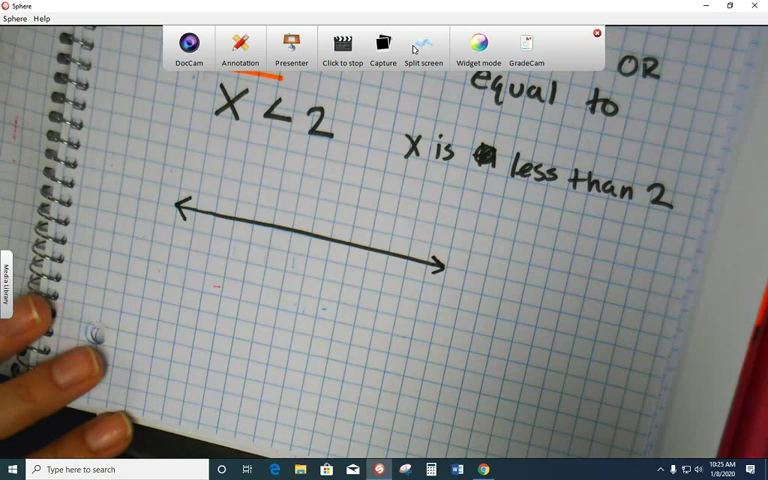 Sphere
Sphere Help
DocCam Annotation Presenter Click to stop Capture Split screen Widget mode GradeCam
OR
equal to
X < 2
X is less than 2
Media Library
Type here to search
10:25 AM
1/8/2020